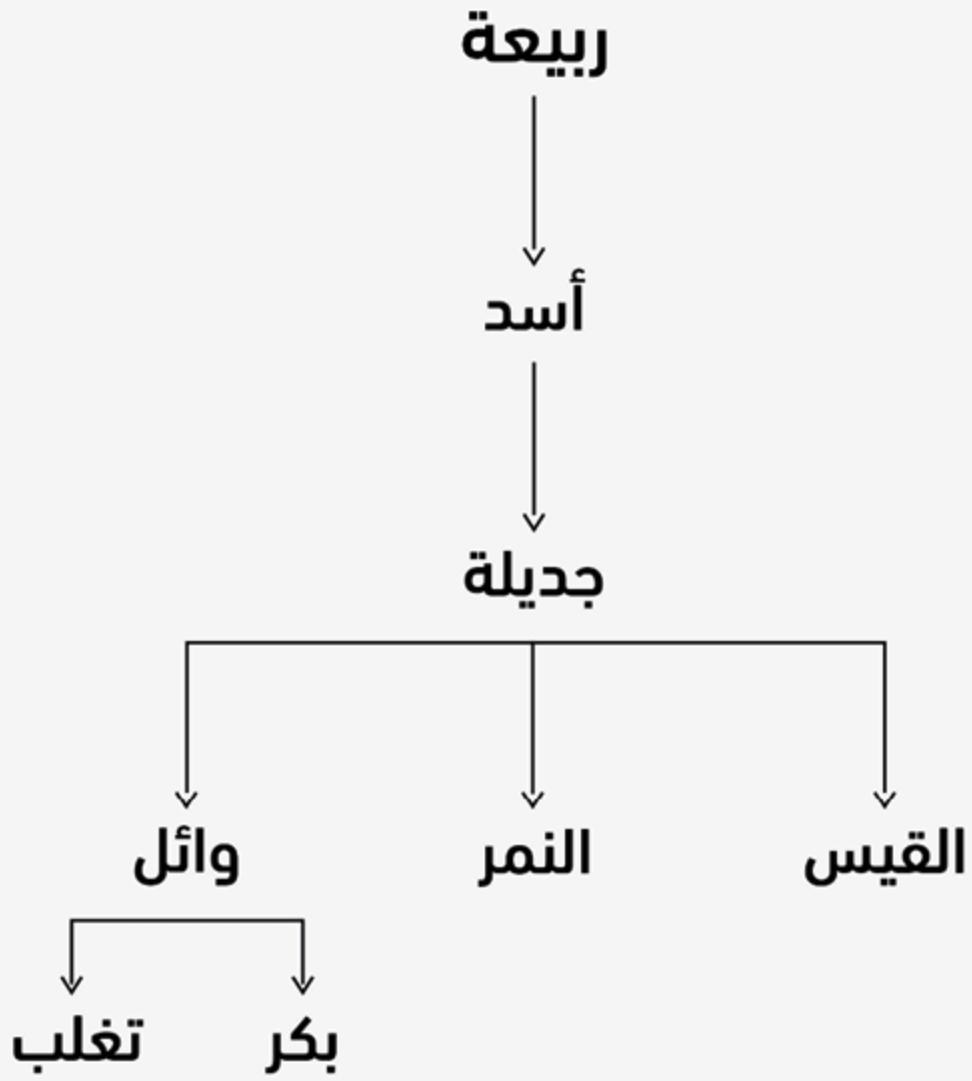 ربيعة
أسد
جديلة
القيس
النمر
وائل
بكر
تغلب